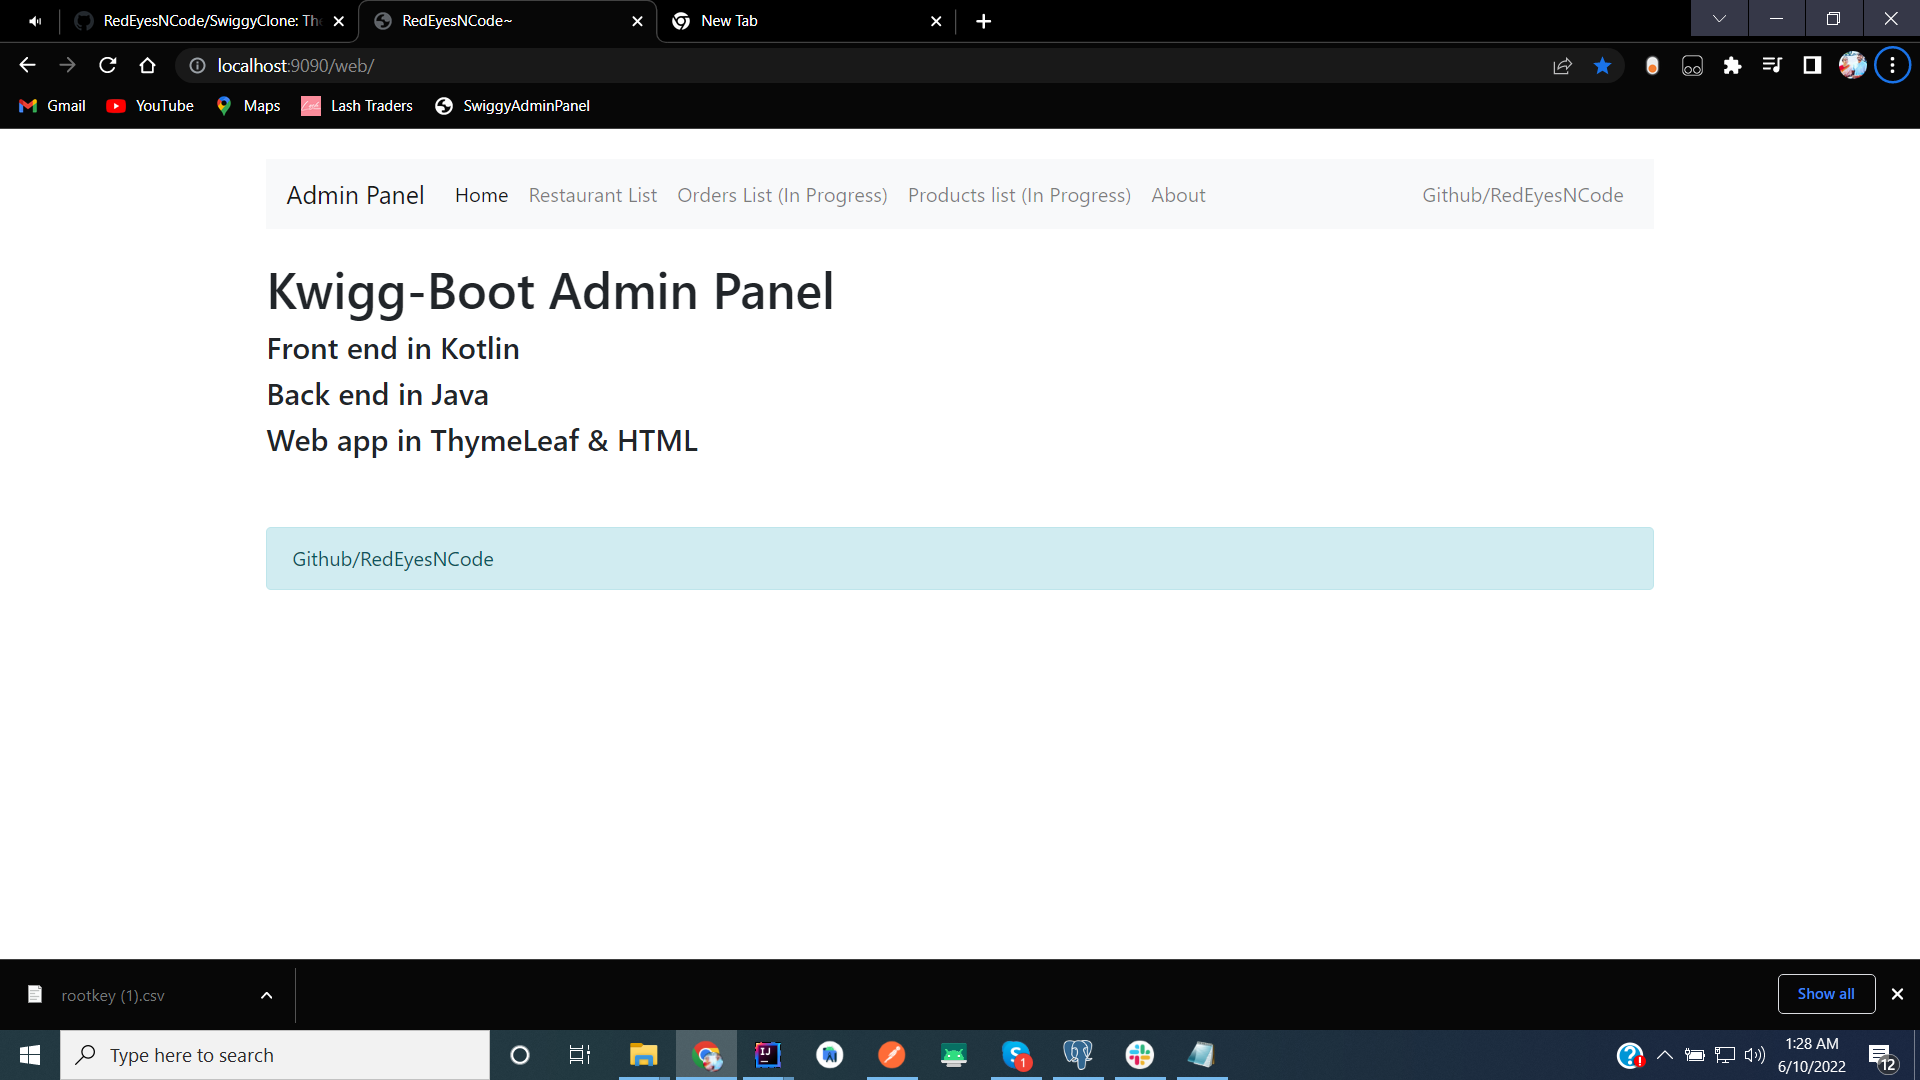 RedEyesNCode/SwiggyClone: Th
RedEyesNCode~
New Tab
localhost:9090/web/
Gmail
YouTube
Maps
Lash Traders
SwiggyAdminPanel
Admin Panel
Home
Restaurant List
Orders List (In Progress)
Products list (In Progress)
About
Github/RedEyesNCode
Kwigg-Boot Admin Panel
Front end in Kotlin
Back end in Java
Web app in ThymeLeaf & HTML
Github/RedEyesNCode
rootkey (1).csv
Show all
Type here to search
IJ
1
1:28 AM
6/10/2022
12